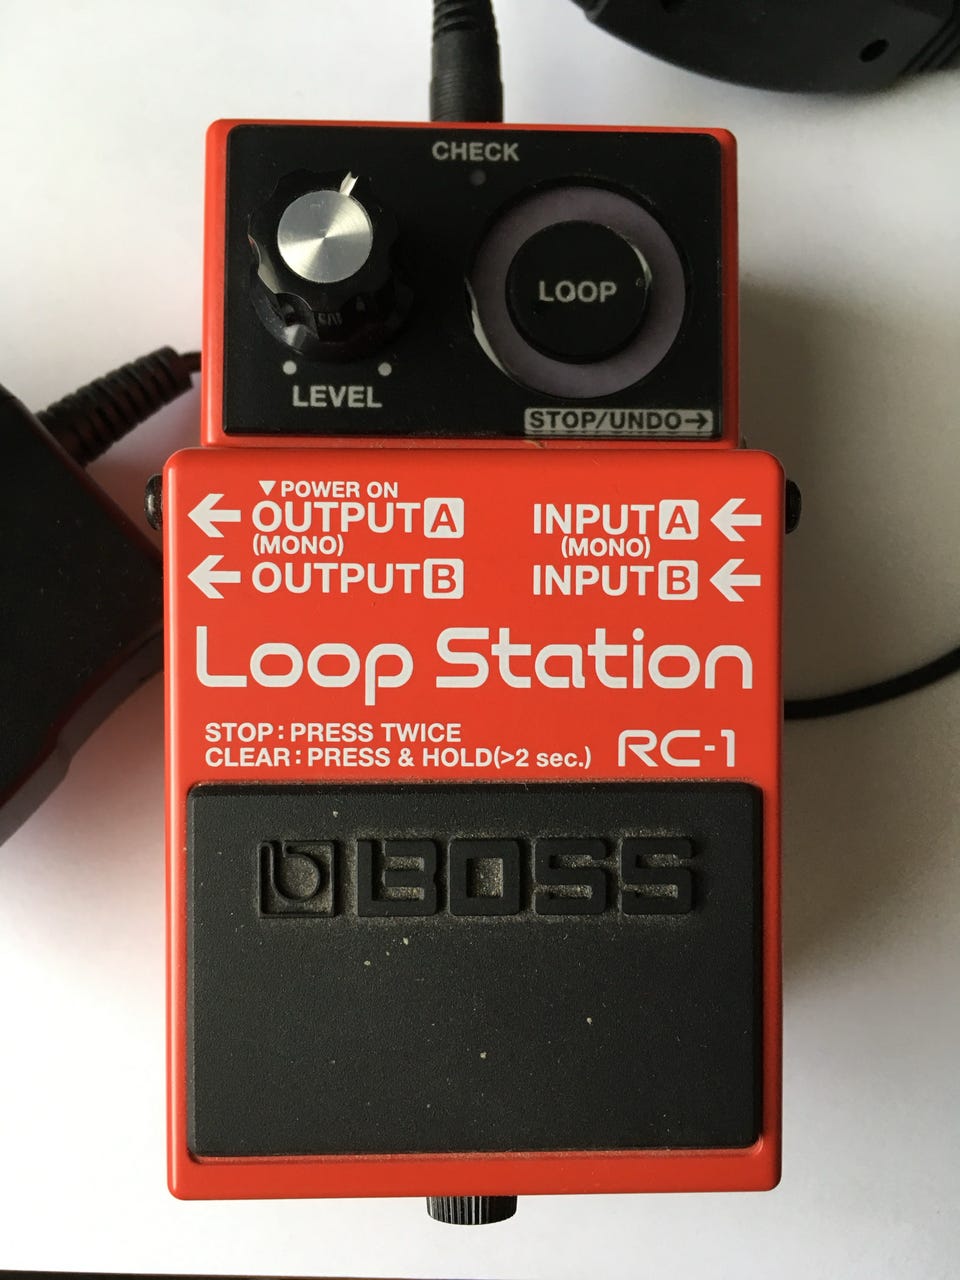 CHECK
LOOP
LEVEL
STOP/UNDO→
▼POWER ON
← OUTPUT A
(MONO)
← OUTPUT B
INPUT A ←
(MONO)
INPUT B ←
Loop Station
STOP : PRESS TWICE
CLEAR : PRESS & HOLD(>2 sec.)
RC-1
BOSS